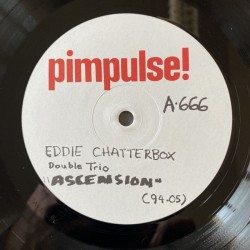 pimpulse!
A-666
EDDIE CHATTERBOX
Double Trio
"ASCENSION"
(94-05)